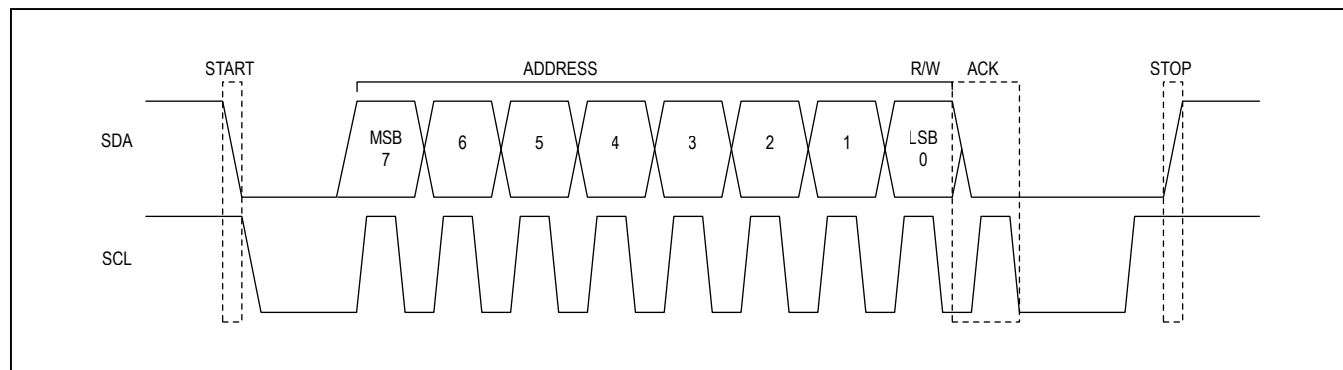 START ADDRESS R/W ACK STOP
SDA MSB 7 6 5 4 3 2 1 LSB 0
SCL